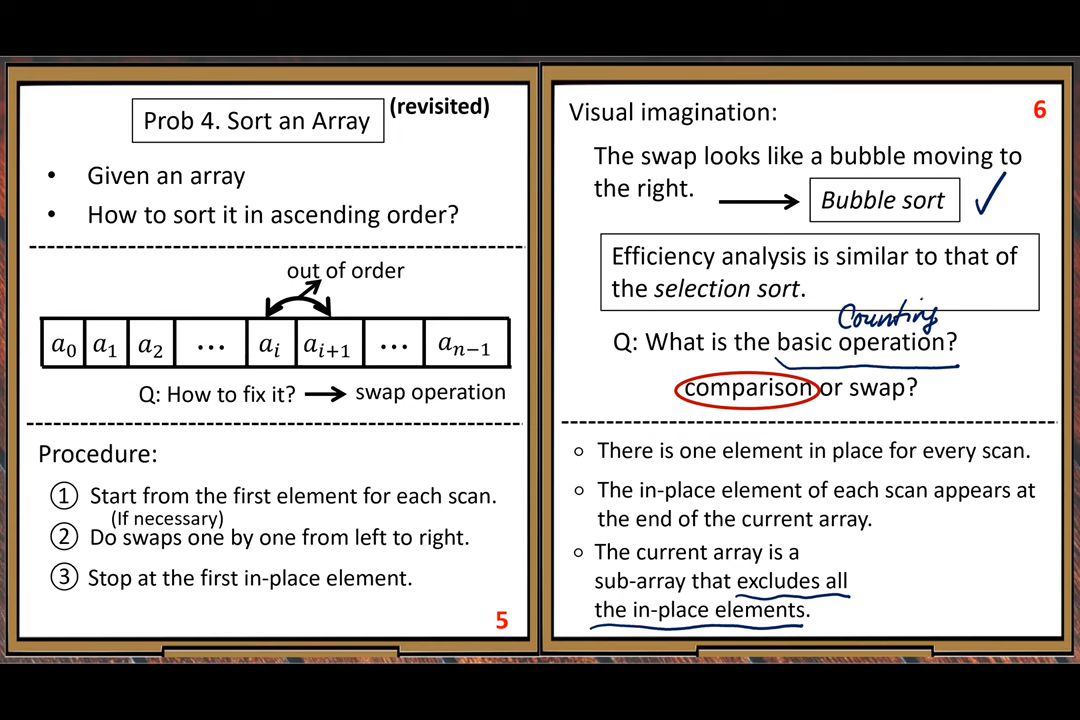 Prob 4. Sort an Array
(revisited)
• Given an array
• How to sort it in ascending order?
out of order
a₀ a₁ a₂ ⋯ aᵢ aᵢ₊₁ ⋯ aₙ₋₁
Q: How to fix it? → swap operation
Procedure:
① Start from the first element for each scan.
(If necessary)
② Do swaps one by one from left to right.
③ Stop at the first in-place element.
5
Visual imagination:
6
The swap looks like a bubble moving to
the right. → Bubble sort ✓
Efficiency analysis is similar to that of
the selection sort.
Counting
Q: What is the basic operation?
comparison or swap?
○ There is one element in place for every scan.
○ The in-place element of each scan appears at
the end of the current array.
○ The current array is a
sub-array that excludes all
the in-place elements.